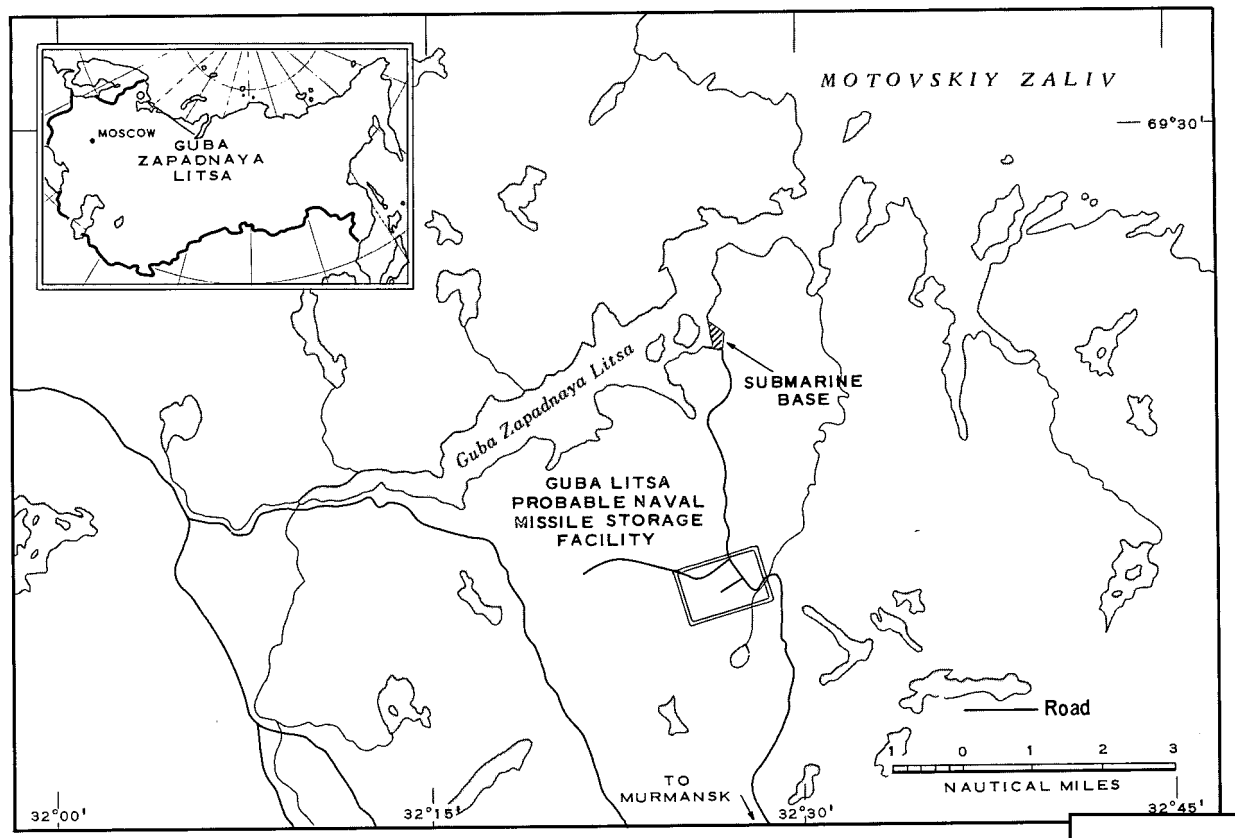 MOTOVSKIY ZALIV
69°30'
MOSCOW
GUBA
ZAPADNAYA
LITSA
Guba Zapadnaya Litsa
SUBMARINE
BASE
GUBA LITSA
PROBABLE NAVAL
MISSILE STORAGE
FACILITY
Road
1 0 1 2 3
NAUTICAL MILES
TO
MURMANSK
32°00' 32°15' 32°30' 32°45'